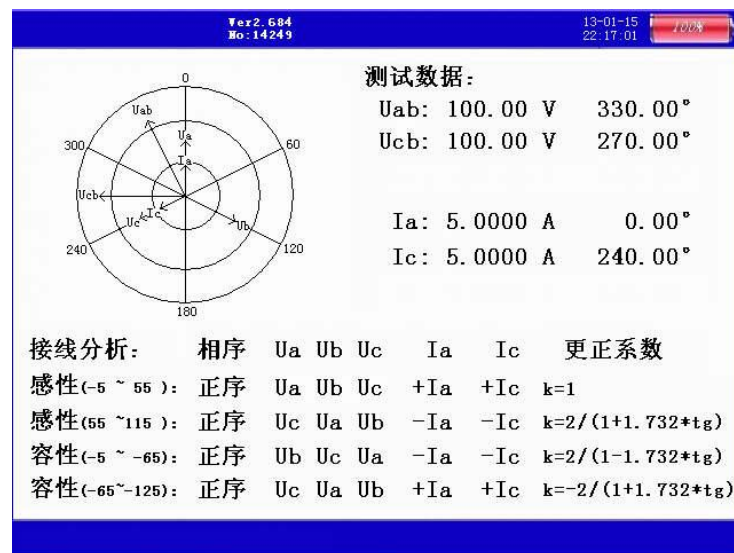 Ver2.684
No:14249
13-01-15
22:17:01
100%
测试数据:
Uab: 100.00 V 330.00°
Ucb: 100.00 V 270.00°
Ia: 5.0000 A 0.00°
Ic: 5.0000 A 240.00°
0
60
120
180
240
300
Uab
Ua
Ia
Ucb
Uc
Ic
Ub
接线分析: 相序 Ua Ub Uc Ia Ic 更正系数
感性(-5 ~ 55 ): 正序 Ua Ub Uc +Ia +Ic k=1
感性(55 ~115 ): 正序 Uc Ua Ub -Ia -Ic k=2/(1+1.732*tg)
容性(-5 ~ -65): 正序 Ub Uc Ua -Ia -Ic k=2/(1-1.732*tg)
容性(-65~-125): 正序 Uc Ua Ub +Ia +Ic k=-2/(1+1.732*tg)